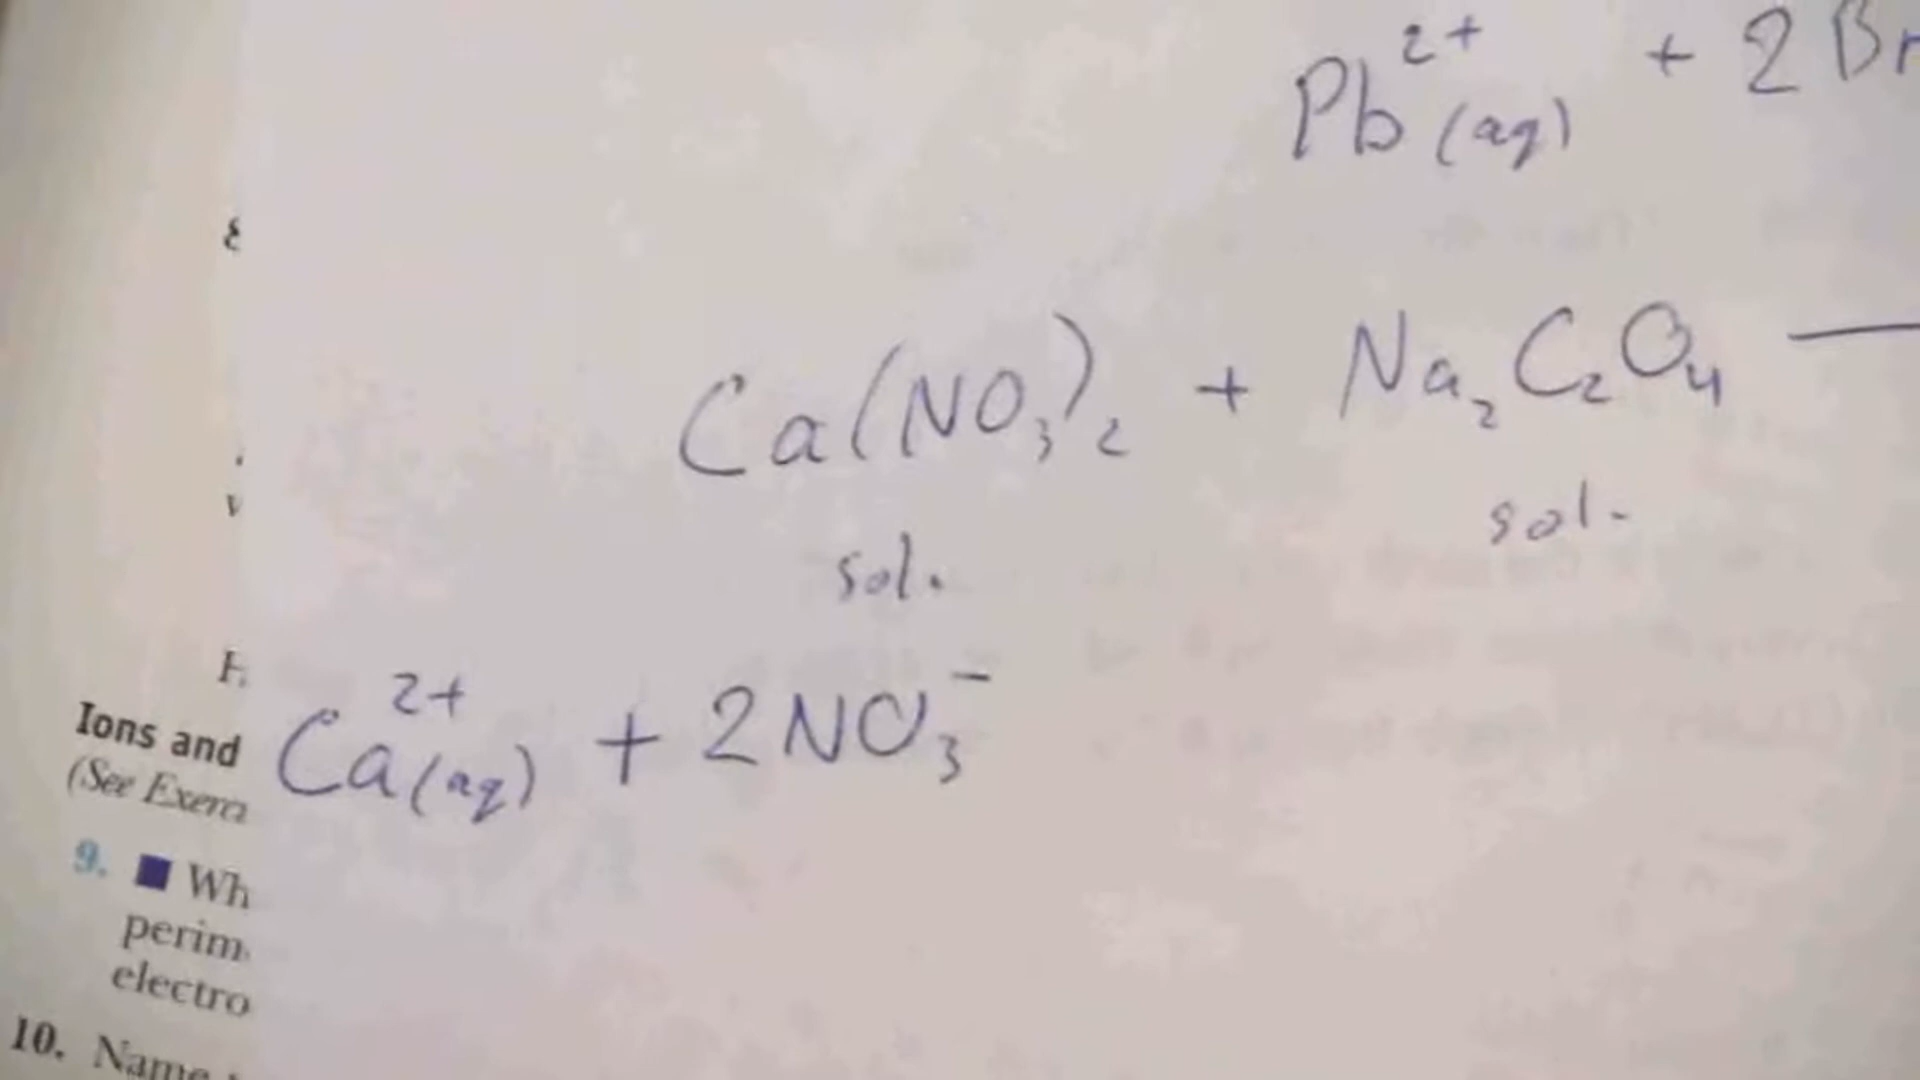 Pb²⁺(aq) + 2Br
Ca(NO₃)₂ + Na₂C₂O₄ —
sol. sol.
Ca²⁺(aq) + 2NO₃⁻
Ions and
(See Exerci
9. ■ Wh
perim
electro
10. Name